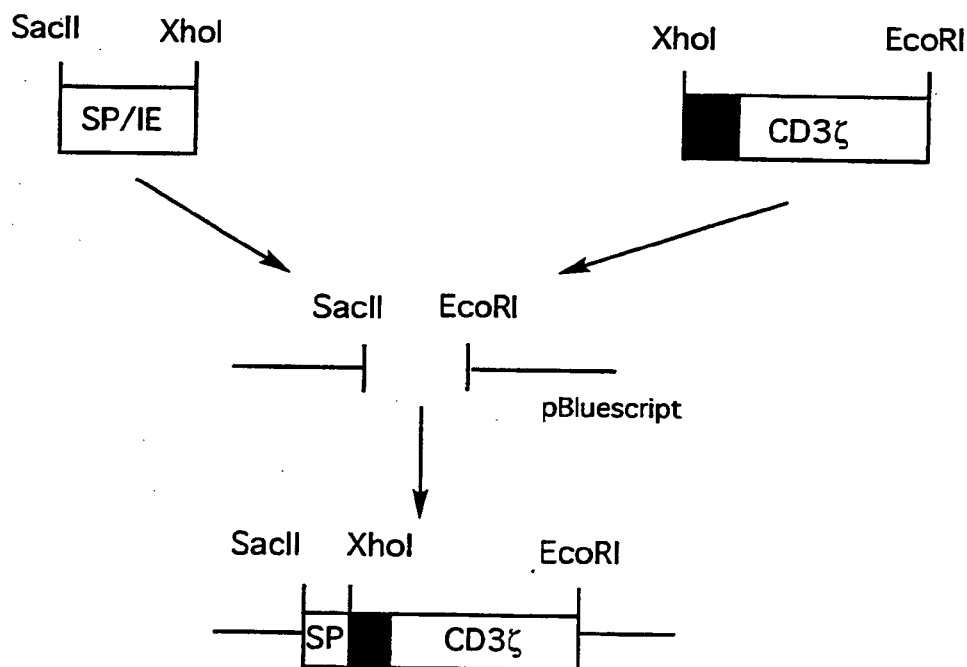 SacII XhoI
XhoI EcoRI
SP/IE
CD3ζ
SacII EcoRI
pBluescript
SacII XhoI EcoRI
SP CD3ζ